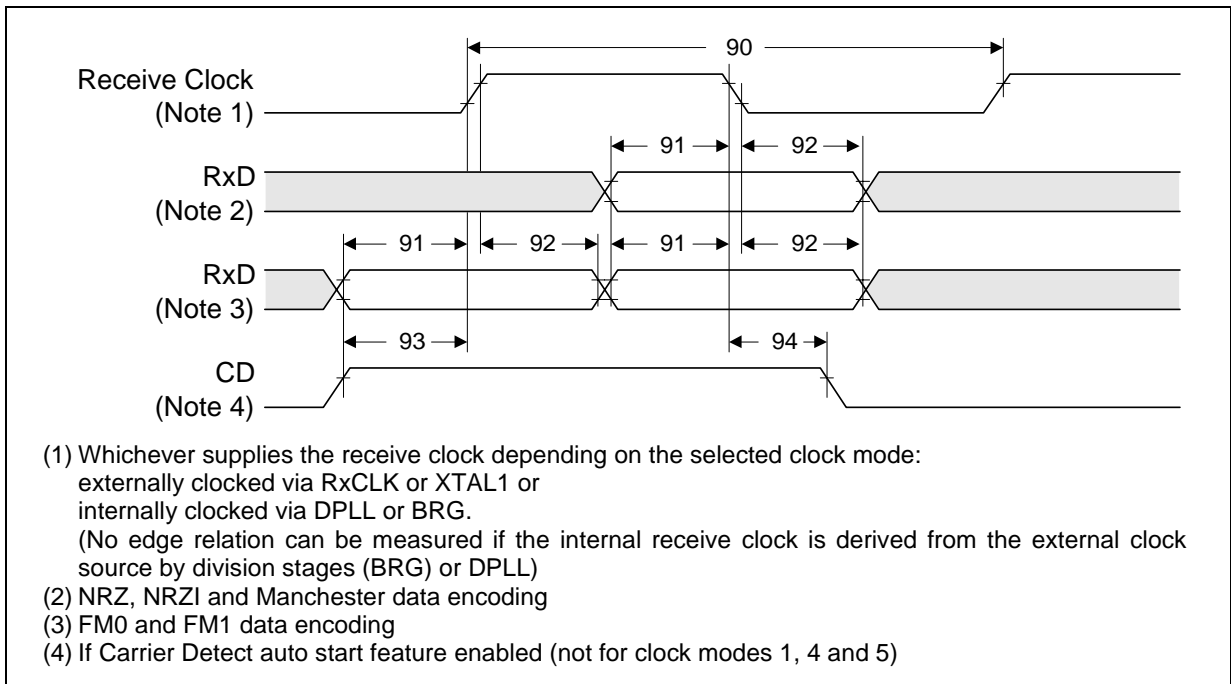 90
Receive Clock
(Note 1)
91 92
RxD
(Note 2)
91 92 91 92
RxD
(Note 3)
93 94
CD
(Note 4)
(1) Whichever supplies the receive clock depending on the selected clock mode:
externally clocked via RxCLK or XTAL1 or
internally clocked via DPLL or BRG.
(No edge relation can be measured if the internal receive clock is derived from the external clock
source by division stages (BRG) or DPLL)
(2) NRZ, NRZI and Manchester data encoding
(3) FM0 and FM1 data encoding
(4) If Carrier Detect auto start feature enabled (not for clock modes 1, 4 and 5)